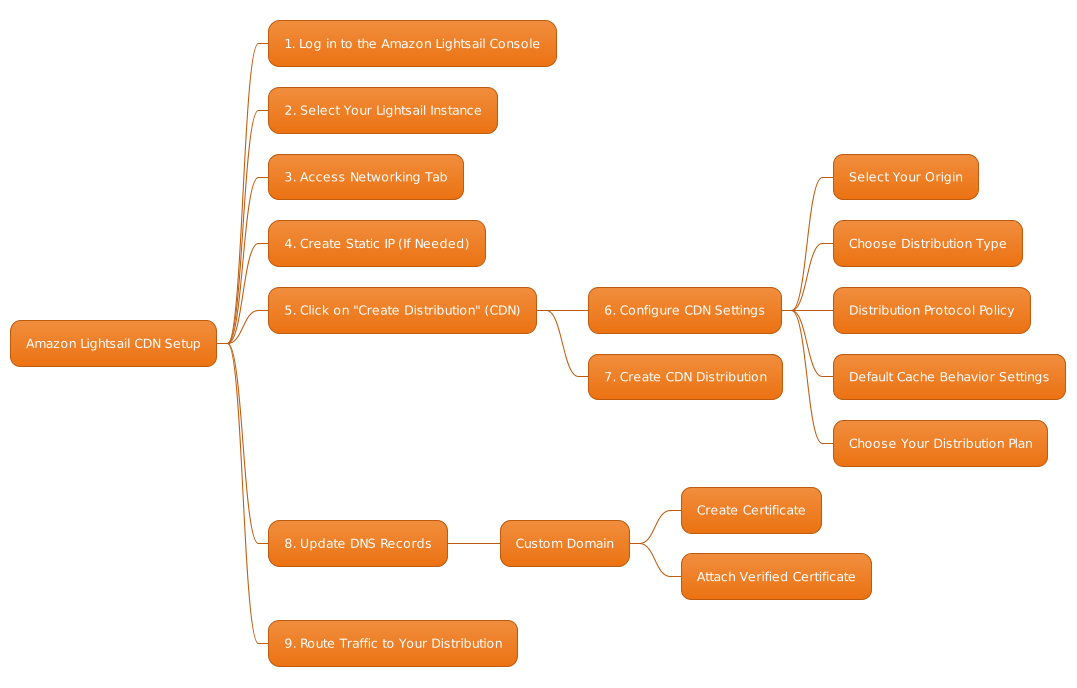 Amazon Lightsail CDN Setup
1. Log in to the Amazon Lightsail Console
2. Select Your Lightsail Instance
3. Access Networking Tab
4. Create Static IP (If Needed)
5. Click on "Create Distribution" (CDN)
6. Configure CDN Settings
Select Your Origin
Choose Distribution Type
Distribution Protocol Policy
Default Cache Behavior Settings
Choose Your Distribution Plan
7. Create CDN Distribution
8. Update DNS Records
Custom Domain
Create Certificate
Attach Verified Certificate
9. Route Traffic to Your Distribution